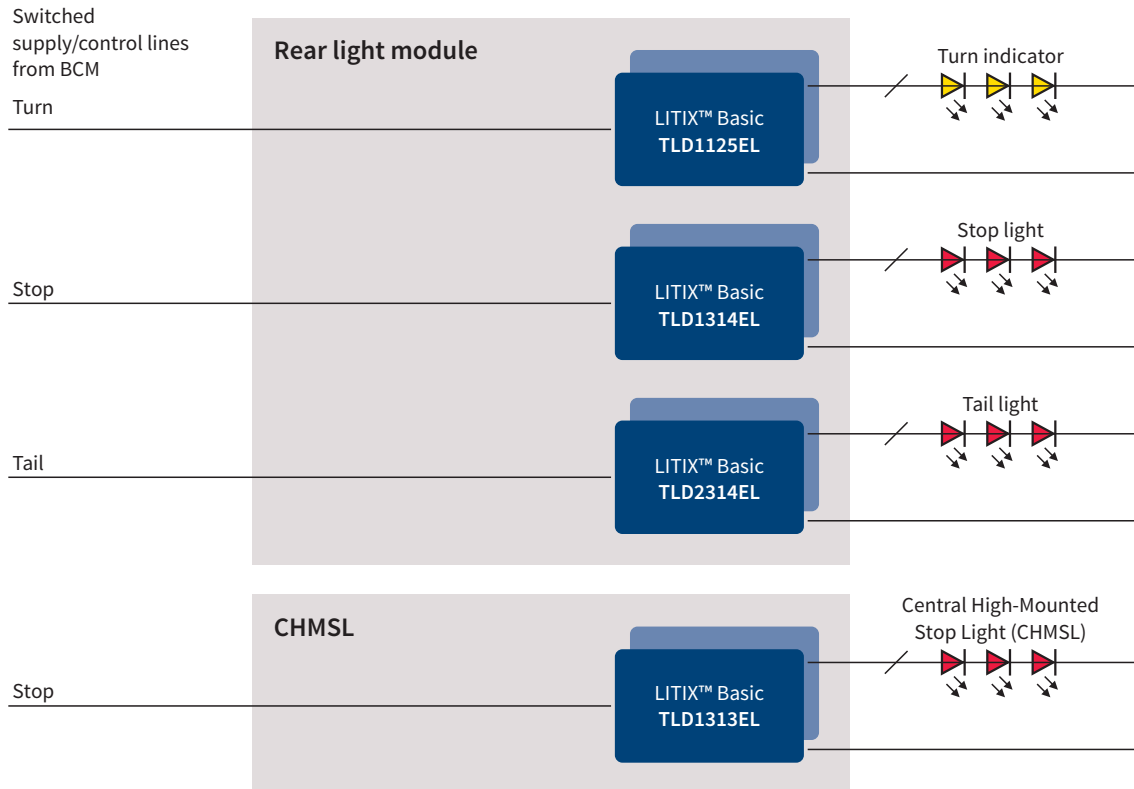 Switched
supply/control lines
from BCM
Rear light module
Turn
LITIX™ Basic
TLD1125EL
Turn indicator
Stop
LITIX™ Basic
TLD1314EL
Stop light
Tail
LITIX™ Basic
TLD2314EL
Tail light
CHMSL
Stop
LITIX™ Basic
TLD1313EL
Central High-Mounted
Stop Light (CHMSL)